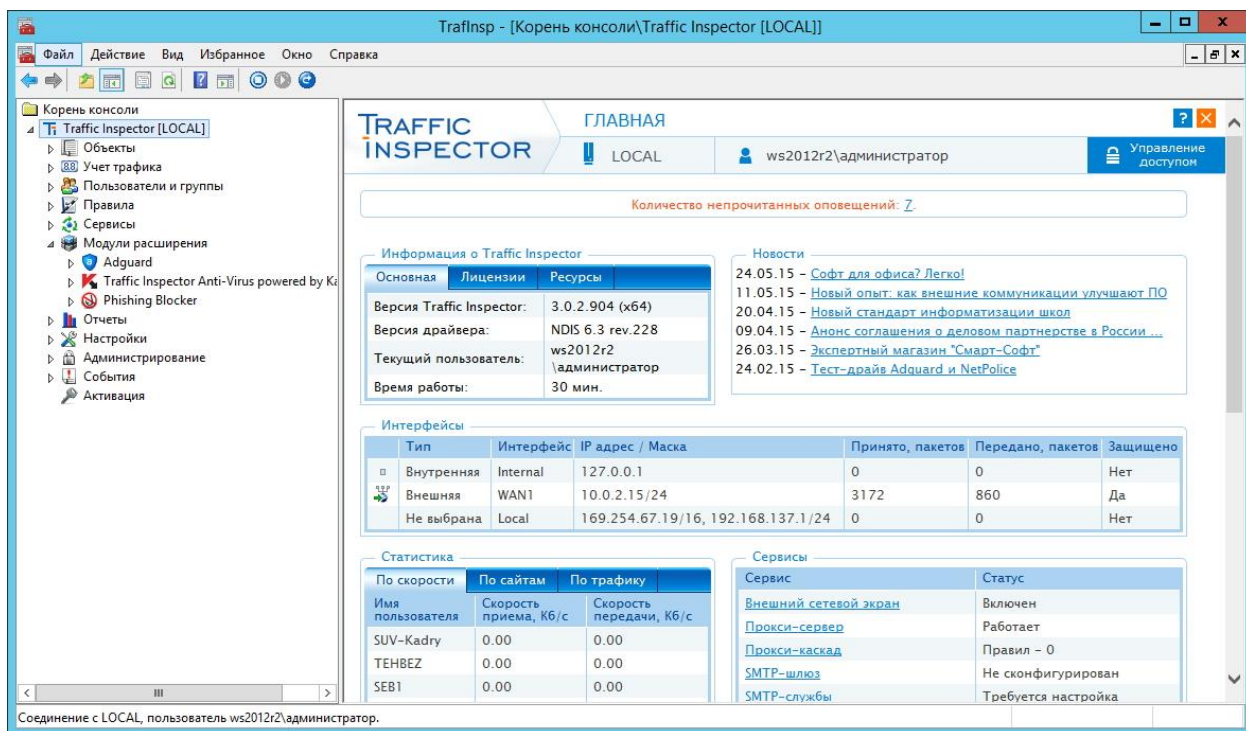 TrafInsp - [Корень консоли\Traffic Inspector [LOCAL]]
Файл Действие Вид Избранное Окно Справка
Корень консоли
Traffic Inspector [LOCAL]
Объекты
Учет трафика
Пользователи и группы
Правила
Сервисы
Модули расширения
Adguard
Traffic Inspector Anti-Virus powered by Ka
Phishing Blocker
Отчеты
Настройки
Администрирование
События
Активация
TRAFFIC INSPECTOR
ГЛАВНАЯ
LOCAL ws2012r2\администратор Управление доступом
Количество непрочитанных оповещений: 7.
Информация о Traffic Inspector
Основная Лицензии Ресурсы
Версия Traffic Inspector: 3.0.2.904 (x64)
Версия драйвера: NDIS 6.3 rev.228
Текущий пользователь: ws2012r2 \администратор
Время работы: 30 мин.
Новости
24.05.15 – Софт для офиса? Легко!
11.05.15 – Новый опыт: как внешние коммуникации улучшают ПО
20.04.15 – Новый стандарт информатизации школ
09.04.15 – Анонс соглашения о деловом партнерстве в России ...
26.03.15 – Экспертный магазин "Смарт-Софт"
24.02.15 – Тест-драйв Adguard и NetPolice
Интерфейсы
Тип Интерфейс IP адрес / Маска Принято, пакетов Передано, пакетов Защищено
Внутренняя Internal 127.0.0.1 0 0 Нет
Внешняя WAN1 10.0.2.15/24 3172 860 Да
Не выбрана Local 169.254.67.19/16, 192.168.137.1/24 0 0 Нет
Статистика
По скорости По сайтам По трафику
Имя пользователя Скорость приема, Кб/с Скорость передачи, Кб/с
SUV-Kadry 0.00 0.00
TEHBEZ 0.00 0.00
SEB1 0.00 0.00
Сервисы
Сервис Статус
Внешний сетевой экран Включен
Прокси-сервер Работает
Прокси-каскад Правил – 0
SMTP-шлюз Не сконфигурирован
SMTP-службы Требуется настройка
Соединение с LOCAL, пользователь ws2012r2\администратор.